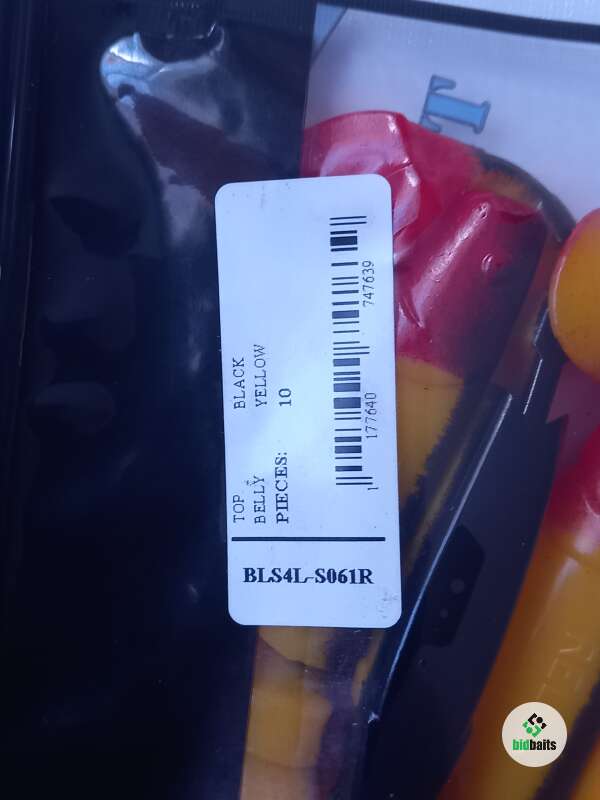 T
TOP & BLACK
BELLY YELLOW
PIECES: 10
1 177640 747639
BLS4L-S061R
bidbaits